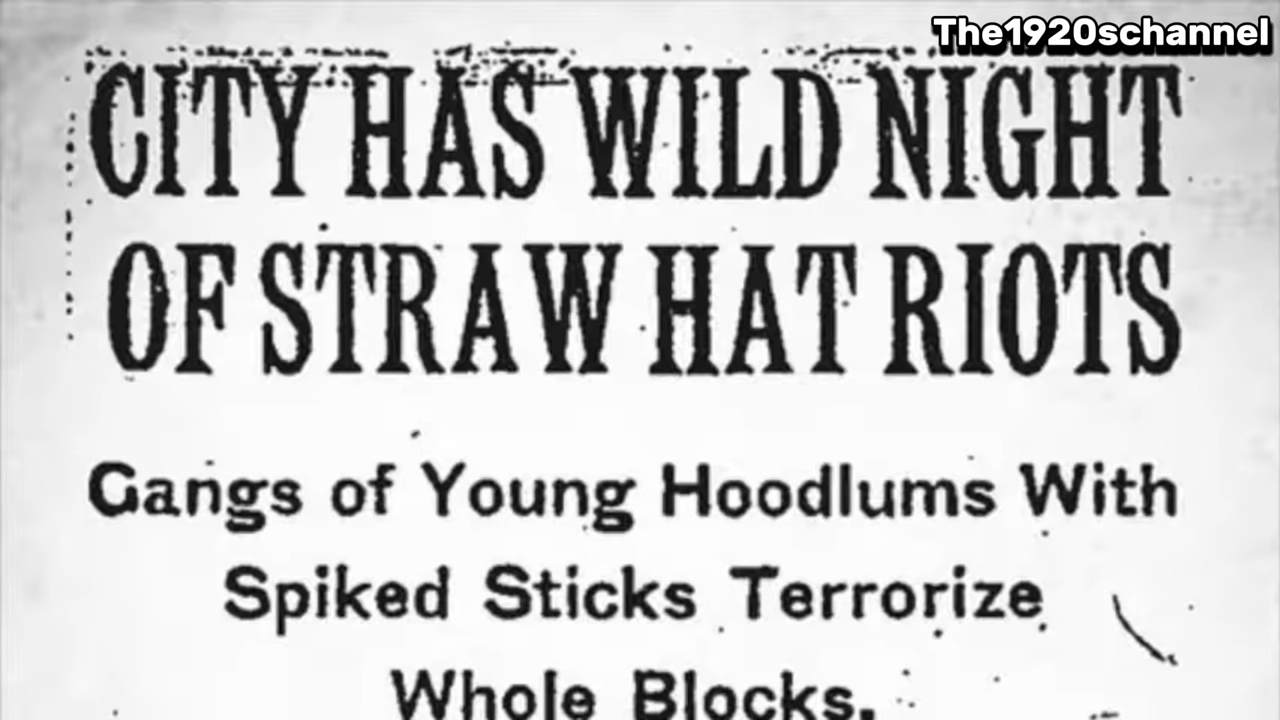 The1920schannel
CITY HAS WILD NIGHT
OF STRAW HAT RIOTS
Gangs of Young Hoodlums With
Spiked Sticks Terrorize
Whole Blocks.